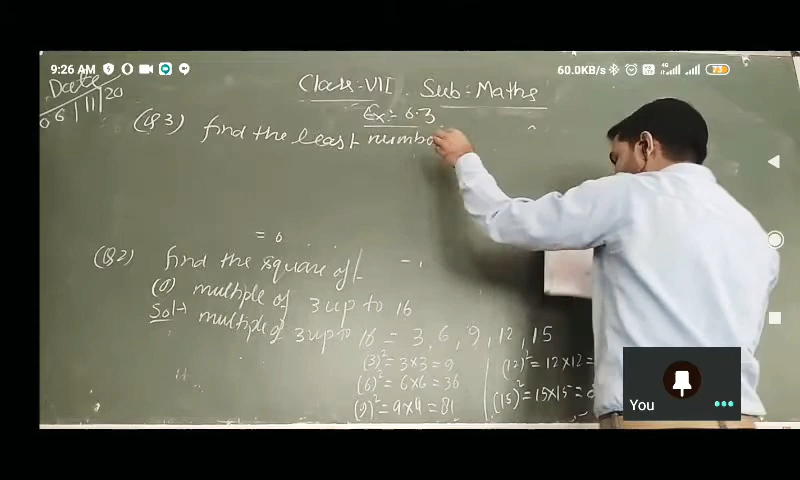 9:26 AM 60.0KB/s 4G 73
Date
06/11/20
Class:- VII Sub:- Maths
Ex:- 6.3
(Q3) find the least numbe
= 6
(Q2) find the square of
multiple of 3 up to 16
Sol→ multiple of 3 up to 16 = 3, 6, 9, 12, 15
(3)² = 3×3 = 9
(6)² = 6×6 = 36
(9)² = 9×9 = 81
(12)² = 12×12 =
(15)² = 15×15 =
You